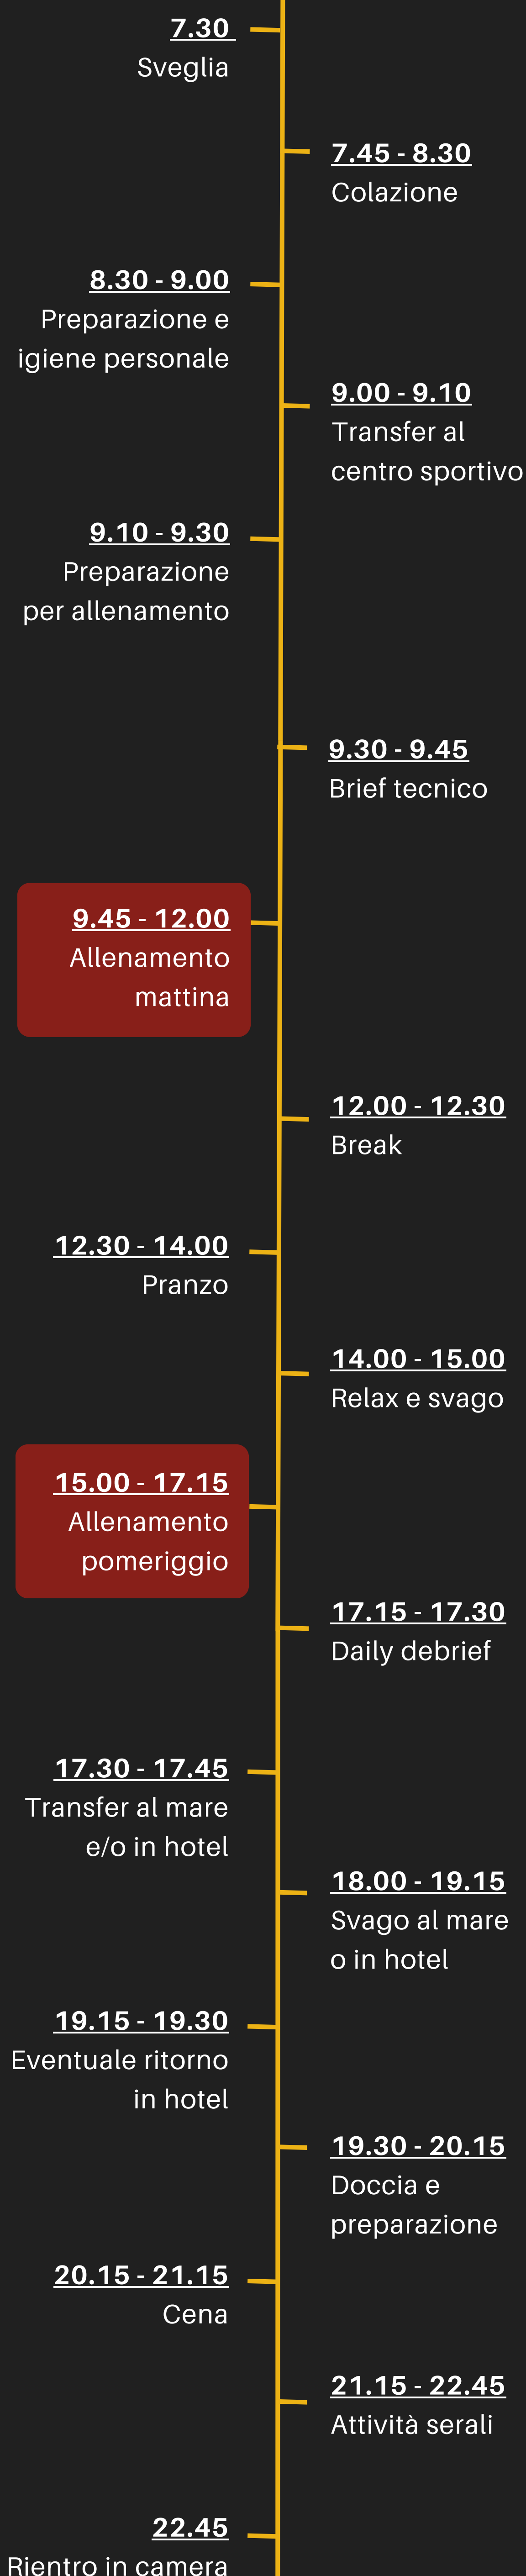 7.30
Sveglia
7.45 - 8.30
Colazione
8.30 - 9.00
Preparazione e
igiene personale
9.00 - 9.10
Transfer al
centro sportivo
9.10 - 9.30
Preparazione
per allenamento
9.30 - 9.45
Brief tecnico
9.45 - 12.00
Allenamento
mattina
12.00 - 12.30
Break
12.30 - 14.00
Pranzo
14.00 - 15.00
Relax e svago
15.00 - 17.15
Allenamento
pomeriggio
17.15 - 17.30
Daily debrief
17.30 - 17.45
Transfer al mare
e/o in hotel
18.00 - 19.15
Svago al mare
o in hotel
19.15 - 19.30
Eventuale ritorno
in hotel
19.30 - 20.15
Doccia e
preparazione
20.15 - 21.15
Cena
21.15 - 22.45
Attività serali
22.45
Rientro in camera